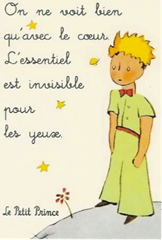 On ne voit bien
qu'avec le cœur.
L'essentiel
est invisible
pour
les yeux.
Le Petit Prince